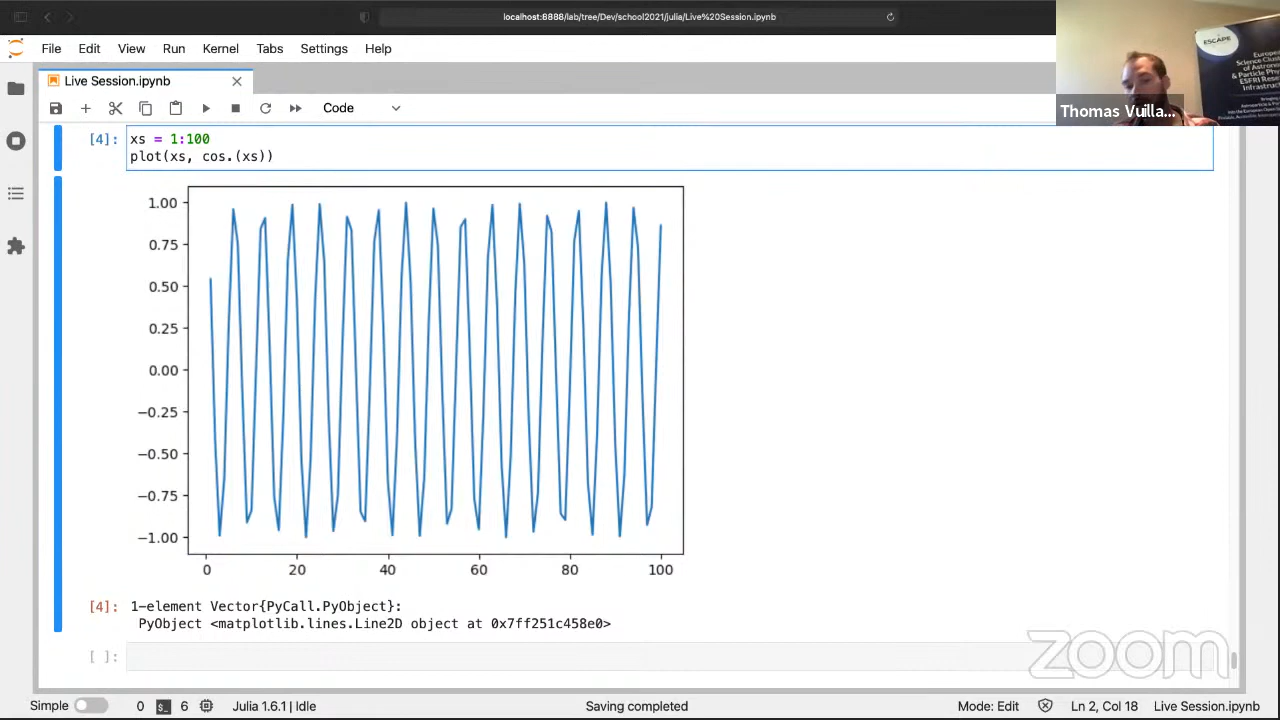 localhost:8888/lab/tree/Dev/school2021/julia/Live%20Session.ipynb
File Edit View Run Kernel Tabs Settings Help
Live Session.ipynb
Code
[4]: xs = 1:100
plot(xs, cos.(xs))
1.00
0.75
0.50
0.25
0.00
−0.25
−0.50
−0.75
−1.00
0 20 40 60 80 100
[4]: 1-element Vector{PyCall.PyObject}:
PyObject <matplotlib.lines.Line2D object at 0x7ff251c458e0>
[ ]:
Simple 0 $_ 6 Julia 1.6.1 | Idle Saving completed Mode: Edit Ln 2, Col 18 Live Session.ipynb
ESCAPE
Science
Thomas Vuilla...
zoom